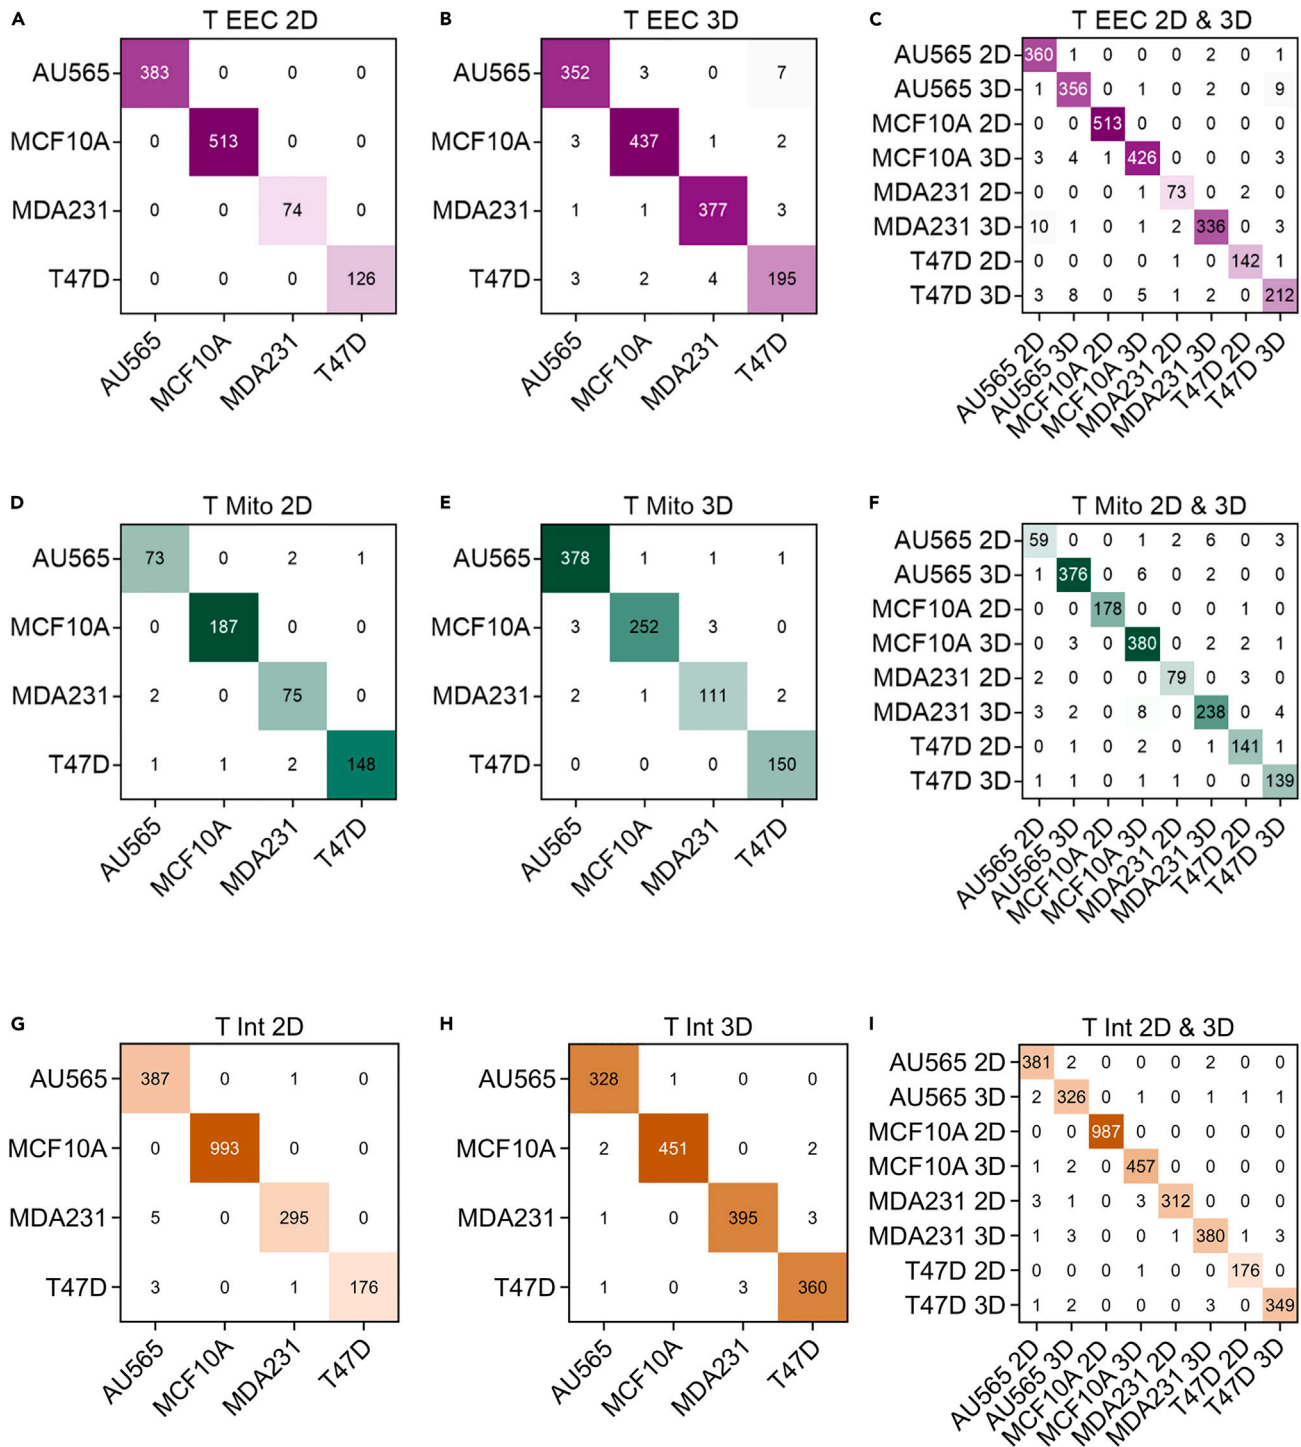 A T EEC 2D
AU565 383 0 0 0
MCF10A 0 513 0 0
MDA231 0 0 74 0
T47D 0 0 0 126
AU565 MCF10A MDA231 T47D
B T EEC 3D
AU565 352 3 0 7
MCF10A 3 437 1 2
MDA231 1 1 377 3
T47D 3 2 4 195
AU565 MCF10A MDA231 T47D
C T EEC 2D & 3D
AU565 2D 360 1 0 0 0 2 0 1
AU565 3D 1 356 0 1 0 2 0 9
MCF10A 2D 0 0 513 0 0 0 0 0
MCF10A 3D 3 4 1 426 0 0 0 3
MDA231 2D 0 0 0 1 73 0 2 0
MDA231 3D 10 1 0 1 2 336 0 3
T47D 2D 0 0 0 0 1 0 142 1
T47D 3D 3 8 0 5 1 2 0 212
AU565 2D AU565 3D MCF10A 2D MCF10A 3D MDA231 2D MDA231 3D T47D 2D T47D 3D
D T Mito 2D
AU565 73 0 2 1
MCF10A 0 187 0 0
MDA231 2 0 75 0
T47D 1 1 2 148
AU565 MCF10A MDA231 T47D
E T Mito 3D
AU565 378 1 1 1
MCF10A 3 252 3 0
MDA231 2 1 111 2
T47D 0 0 0 150
AU565 MCF10A MDA231 T47D
F T Mito 2D & 3D
AU565 2D 59 0 0 1 2 6 0 3
AU565 3D 1 376 0 6 0 2 0 0
MCF10A 2D 0 0 178 0 0 0 1 0
MCF10A 3D 0 3 0 380 0 2 2 1
MDA231 2D 2 0 0 0 79 0 3 0
MDA231 3D 3 2 0 8 0 238 0 4
T47D 2D 0 1 0 2 0 1 141 1
T47D 3D 1 1 0 1 1 0 0 139
AU565 2D AU565 3D MCF10A 2D MCF10A 3D MDA231 2D MDA231 3D T47D 2D T47D 3D
G T Int 2D
AU565 387 0 1 0
MCF10A 0 993 0 0
MDA231 5 0 295 0
T47D 3 0 1 176
AU565 MCF10A MDA231 T47D
H T Int 3D
AU565 328 1 0 0
MCF10A 2 451 0 2
MDA231 1 0 395 3
T47D 1 0 3 360
AU565 MCF10A MDA231 T47D
I T Int 2D & 3D
AU565 2D 381 2 0 0 0 2 0 0
AU565 3D 2 326 0 1 0 1 1 1
MCF10A 2D 0 0 987 0 0 0 0 0
MCF10A 3D 1 2 0 457 0 0 0 0
MDA231 2D 3 1 0 3 312 0 0 0
MDA231 3D 1 3 0 0 1 380 1 3
T47D 2D 0 0 0 1 0 0 176 0
T47D 3D 1 2 0 0 0 3 0 349
AU565 2D AU565 3D MCF10A 2D MCF10A 3D MDA231 2D MDA231 3D T47D 2D T47D 3D